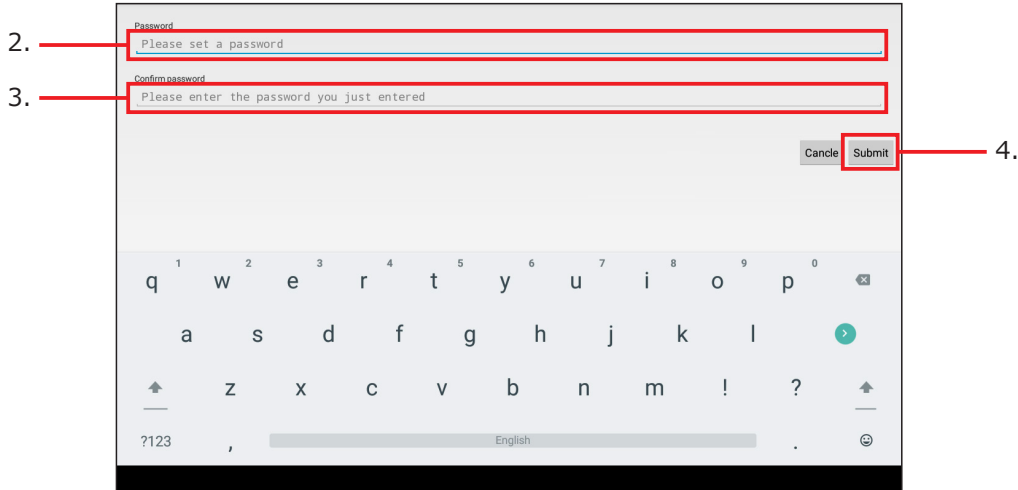 Password
2. Please set a password
Confirm password
3. Please enter the password you just entered
Cancle Submit 4.
1 2 3 4 5 6 7 8 9 0
q w e r t y u i o p
a s d f g h j k l
z x c v b n m ! ?
?123 , English .